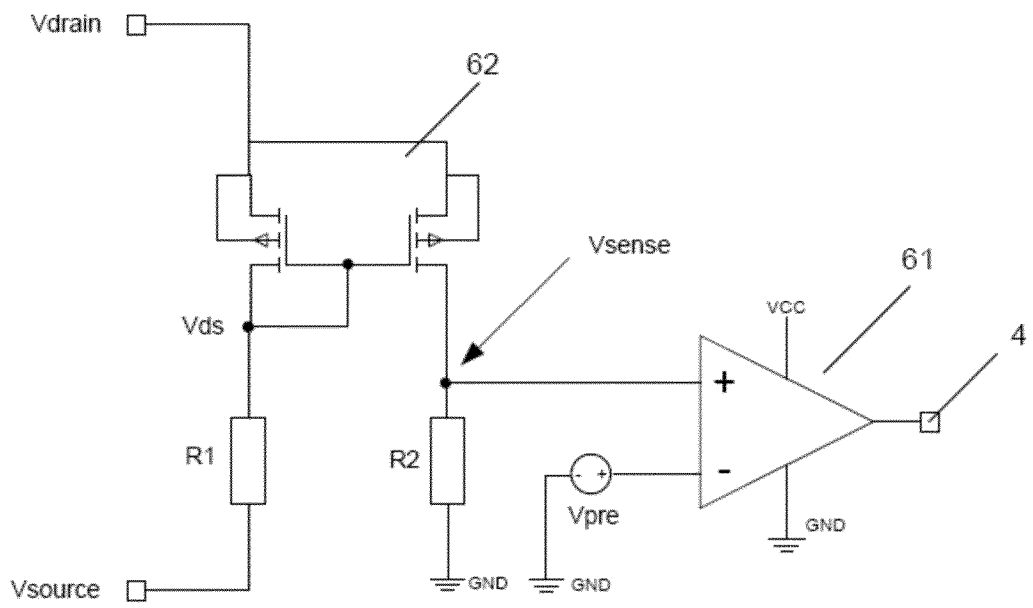 Vdrain
62
Vsense
61
VCC
Vds
4
+
R1
R2
-
- +
Vpre
GND
Vsource
GND
GND